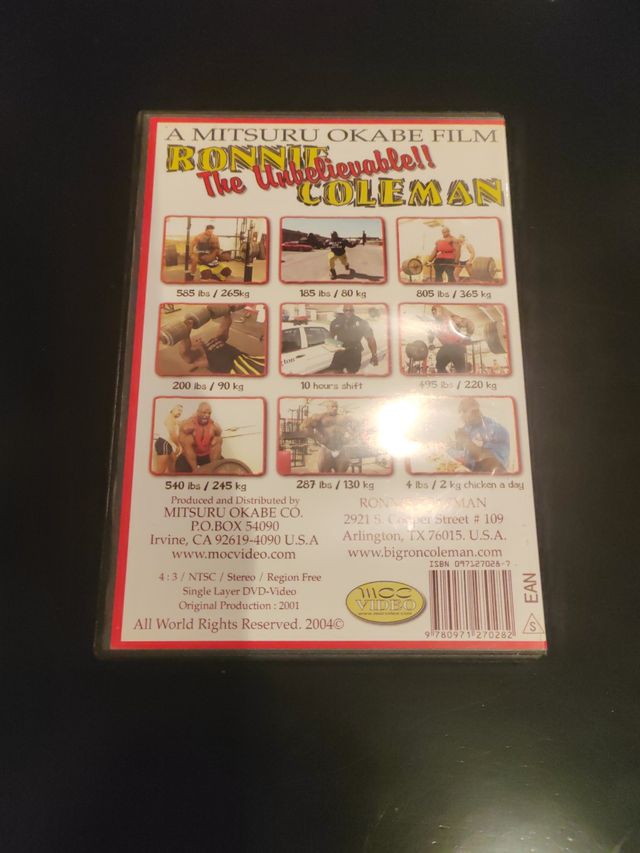 A MITSURU OKABE FILM
RONNIE
The Unbelievable!!
COLEMAN
585 lbs / 265kg
185 lbs / 80 kg
805 lbs / 365 kg
200 lbs / 90 kg
10 hours shift
495 lbs / 220 kg
540 lbs / 245 kg
287 lbs / 130 kg
4 lbs / 2 kg chicken a day
Produced and Distributed by
MITSURU OKABE CO.
P.O.BOX 54090
Irvine, CA 92619-4090 U.S.A
www.mocvideo.com
2921 S. Cooper Street # 109
Arlington, TX 76015. U.S.A.
www.bigroncoleman.com
4:3 / NTSC / Stereo / Region Free
Single Layer DVD-Video
Original Production : 2001
All World Rights Reserved. 2004©
MOC
VIDEO
www.mocvideo.com
ISBN 097127028-7
9 780971 270282
EAN
S